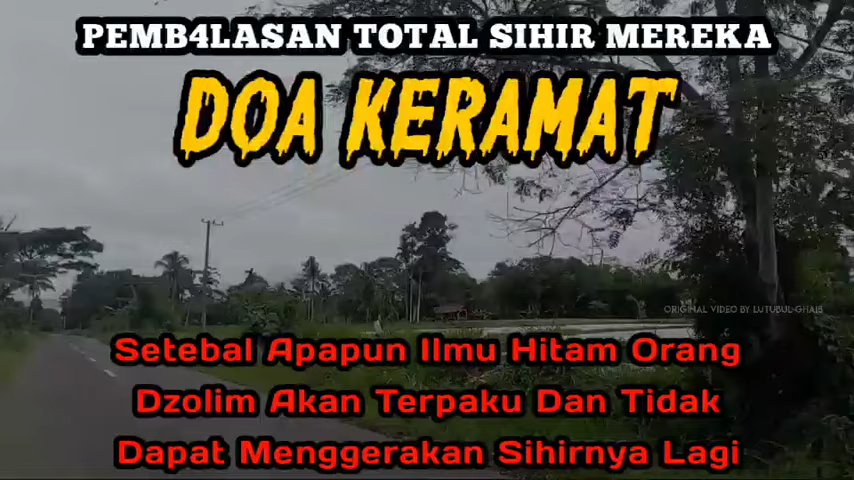 PEMB4LASAN TOTAL SIHIR MEREKA
DOA KERAMAT
ORIGINAL VIDEO BY LUTUBUL-GHAIB
Setebal Apapun Ilmu Hitam Orang
Dzolim Akan Terpaku Dan Tidak
Dapat Menggerakan Sihirnya Lagi